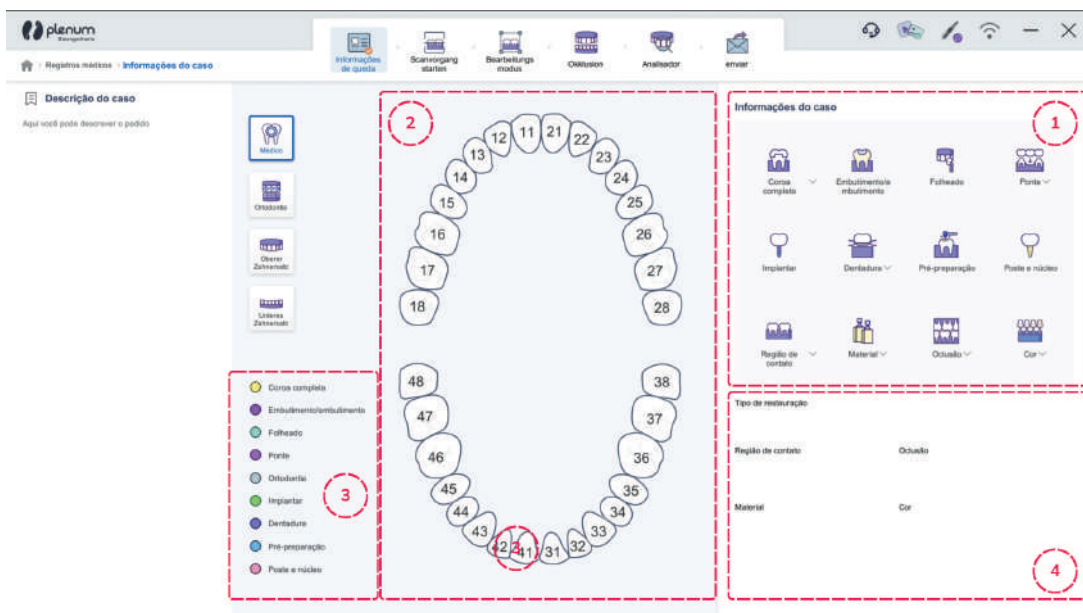 plenum
Bioengenharia
Informações
de queda
Scanvorgang
starten
Bearbeitungs
modus
Okklusion
Analisador
enviar
Registros médicos
Informações do caso
Descrição do caso
Aqui você pode descrever o pedido
Médico
Ortodontia
Oberer
Zahnersatz
Unteres
Zahnersatz
2
11 21
12 22
13 23
14 24
15 25
16 26
17 27
18 28
48 38
47 37
46 36
45 35
44 34
43 33
42 41 31 32
Coroa completa
Embutimento/embutimento
Folheado
Ponte
Ortodontia
Implantar
Dentadura
Pré-preparação
Poste e núcleo
3
Informações do caso
1
Coroa
completa
Embutimento/e
mbutimento
Folheado
Ponte
Implantar
Dentadura
Pré-preparação
Poste e núcleo
Região de
contato
Material
Oclusão
Cor
Tipo de restauração
Região de contato
Oclusão
Material
Cor
4